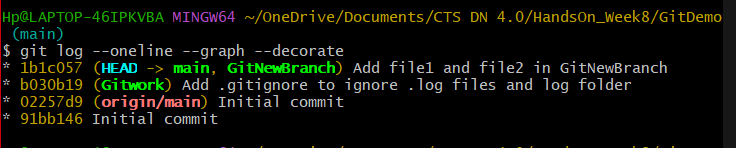 Hp@LAPTOP-46IPKVBA MINGW64 ~/OneDrive/Documents/CTS DN 4.0/HandsOn_Week8/GitDemo
(main)
$ git log --oneline --graph --decorate
* 1b1c057 (HEAD -> main, GitNewBranch) Add file1 and file2 in GitNewBranch
* b030b19 (Gitwork) Add .gitignore to ignore .log files and log folder
* 02257d9 (origin/main) Initial commit
* 91bb146 Initial commit